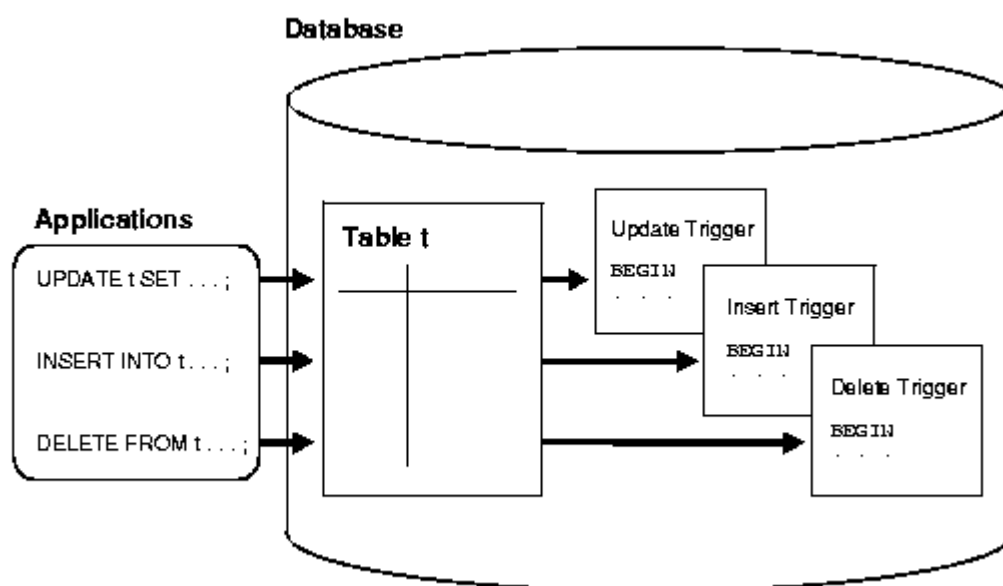 Database
Applications
UPDATE t SET . . . ;
INSERT INTO t . . . ;
DELETE FROM t . . . ;
Table t
Update Trigger
BEGIN
. . .
Insert Trigger
BEGIN
. . .
Delete Trigger
BEGIN
. . .